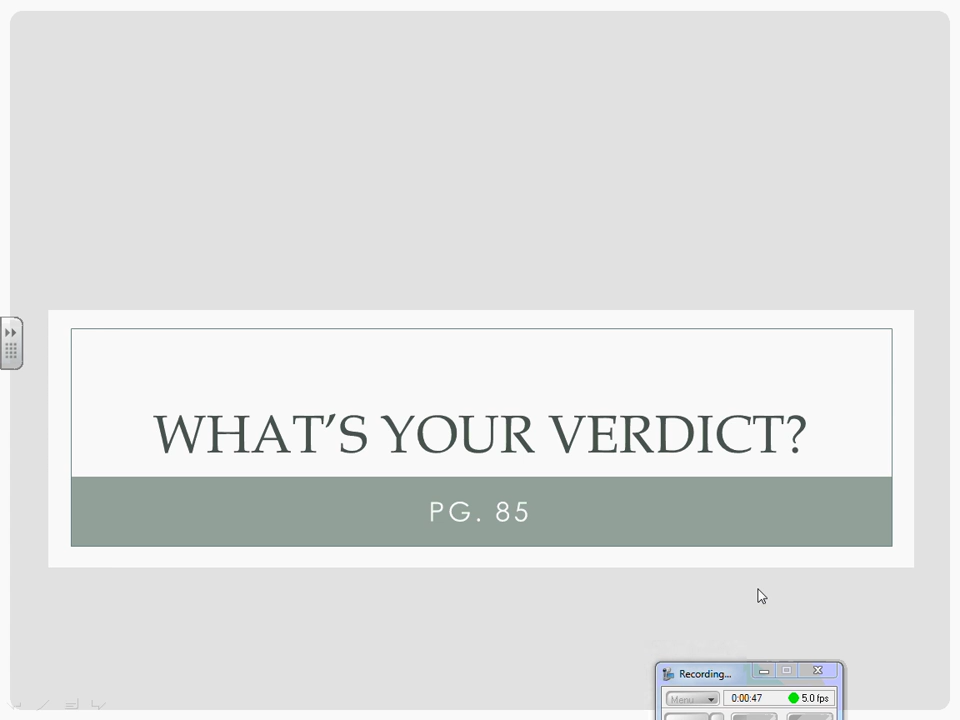 WHAT'S YOUR VERDICT?
PG. 85
Recording...
Menu
0:00:47
5.0 fps